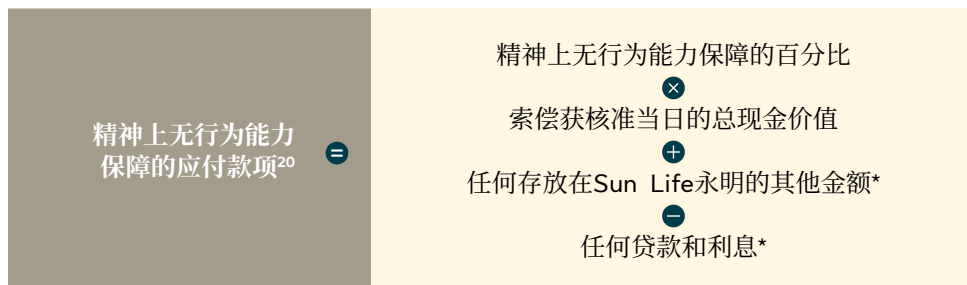 精神上无行为能力
保障的应付款项20
=
精神上无行为能力保障的百分比
×
索偿获核准当日的总现金价值
+
任何存放在Sun Life永明的其他金额*
−
任何贷款和利息*